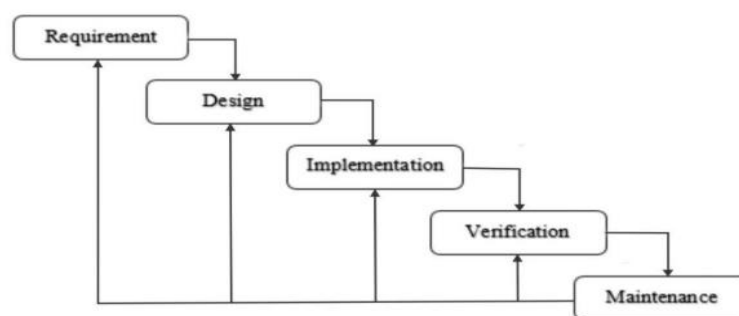 Requirement
Design
Implementation
Verification
Maintenance